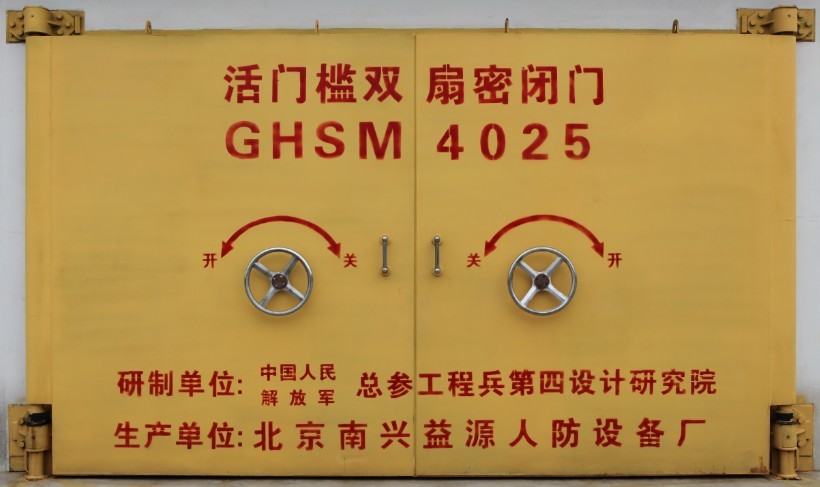 活门槛双扇密闭门
GHSM 4025
开 关 关 开
研制单位: 中国人民解放军 总参工程兵第四设计研究院
生产单位: 北京南兴益源人防设备厂